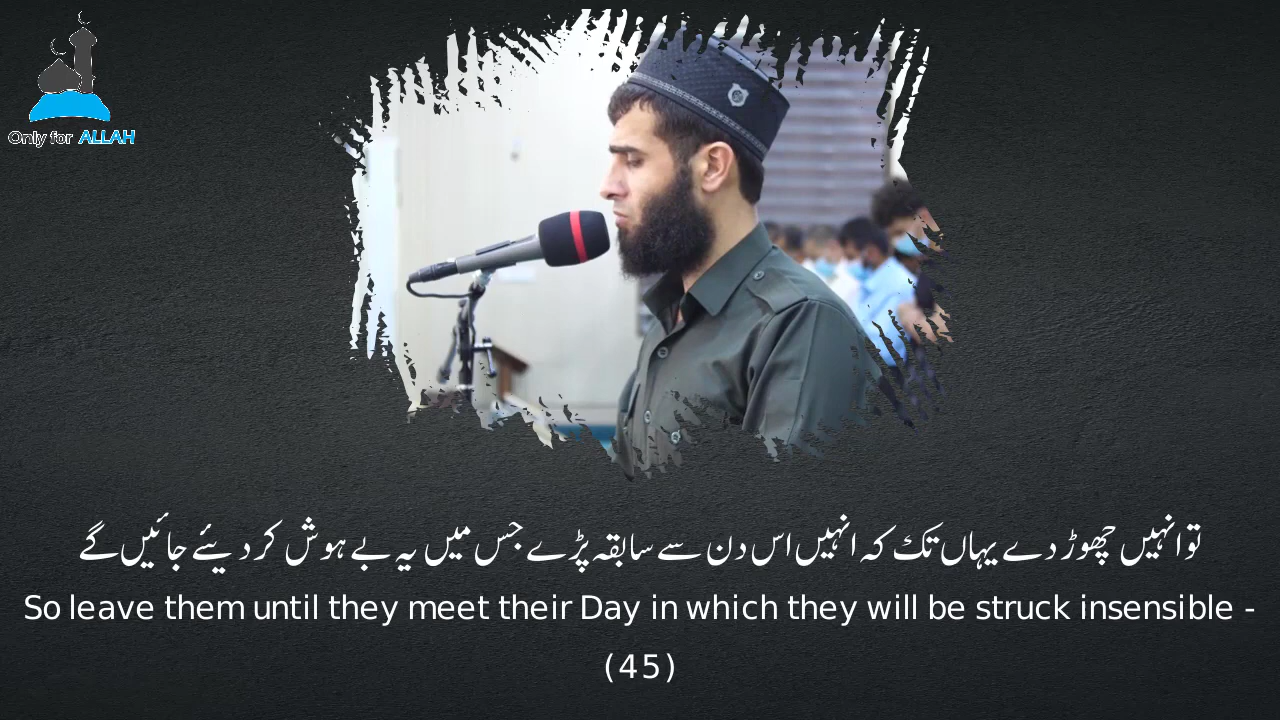 Only for ALLAH
تو انہیں چھوڑ دے یہاں تک کہ انہیں اس دن سے سابقہ پڑے جس میں یہ بے ہوش کر دیئے جائیں گے
So leave them until they meet their Day in which they will be struck insensible -
(45)